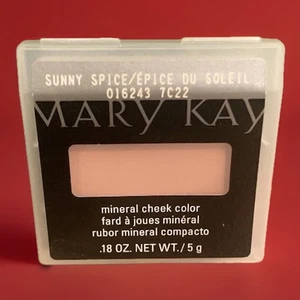 SUNNY SPICE/ÉPICE DU SOLEIL
016243 7C22
MARY KAY
mineral cheek color
fard à joues minéral
rubor mineral compacto
.18 OZ. NET WT./5 g